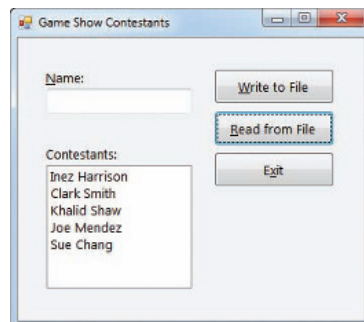 Game Show Contestants
Name:
Write to File
Read from File
Contestants:
Exit
Inez Harrison
Clark Smith
Khalid Shaw
Joe Mendez
Sue Chang